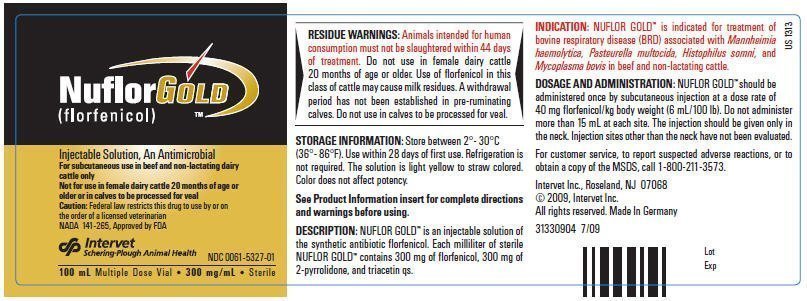 NuflorGOLD
(florfenicol) ™
Injectable Solution, An Antimicrobial
For subcutaneous use in beef and non-lactating dairy
cattle only
Not for use in female dairy cattle 20 months of age or
older or in calves to be processed for veal
Caution: Federal law restricts this drug to use by or on
the order of a licensed veterinarian
NADA 141-265, Approved by FDA
Intervet
Schering-Plough Animal Health
NDC 0061-5327-01
100 mL Multiple Dose Vial • 300 mg/mL • Sterile
RESIDUE WARNINGS: Animals intended for human
consumption must not be slaughtered within 44 days
of treatment. Do not use in female dairy cattle
20 months of age or older. Use of florfenicol in this
class of cattle may cause milk residues. A withdrawal
period has not been established in pre-ruminating
calves. Do not use in calves to be processed for veal.
STORAGE INFORMATION: Store between 2°- 30°C
(36°- 86°F). Use within 28 days of first use. Refrigeration is
not required. The solution is light yellow to straw colored.
Color does not affect potency.
See Product Information insert for complete directions
and warnings before using.
DESCRIPTION: NUFLOR GOLD™ is an injectable solution of
the synthetic antibiotic florfenicol. Each milliliter of sterile
NUFLOR GOLD™ contains 300 mg of florfenicol, 300 mg of
2-pyrrolidone, and triacetin qs.
INDICATION: NUFLOR GOLD™ is indicated for treatment of
bovine respiratory disease (BRD) associated with Mannheimia
haemolytica, Pasteurella multocida, Histophilus somni, and
Mycoplasma bovis in beef and non-lactating cattle.
DOSAGE AND ADMINISTRATION: NUFLOR GOLD™ should be
administered once by subcutaneous injection at a dose rate of
40 mg florfenicol/kg body weight (6 mL/100 lb). Do not administer
more than 15 mL at each site. The injection should be given only in
the neck. Injection sites other than the neck have not been evaluated.
For customer service, to report suspected adverse reactions, or to
obtain a copy of the MSDS, call 1-800-211-3573.
Intervet Inc., Roseland, NJ 07068
© 2009, Intervet Inc.
All rights reserved. Made In Germany
31330904 7/09
Lot
Exp
US 1313